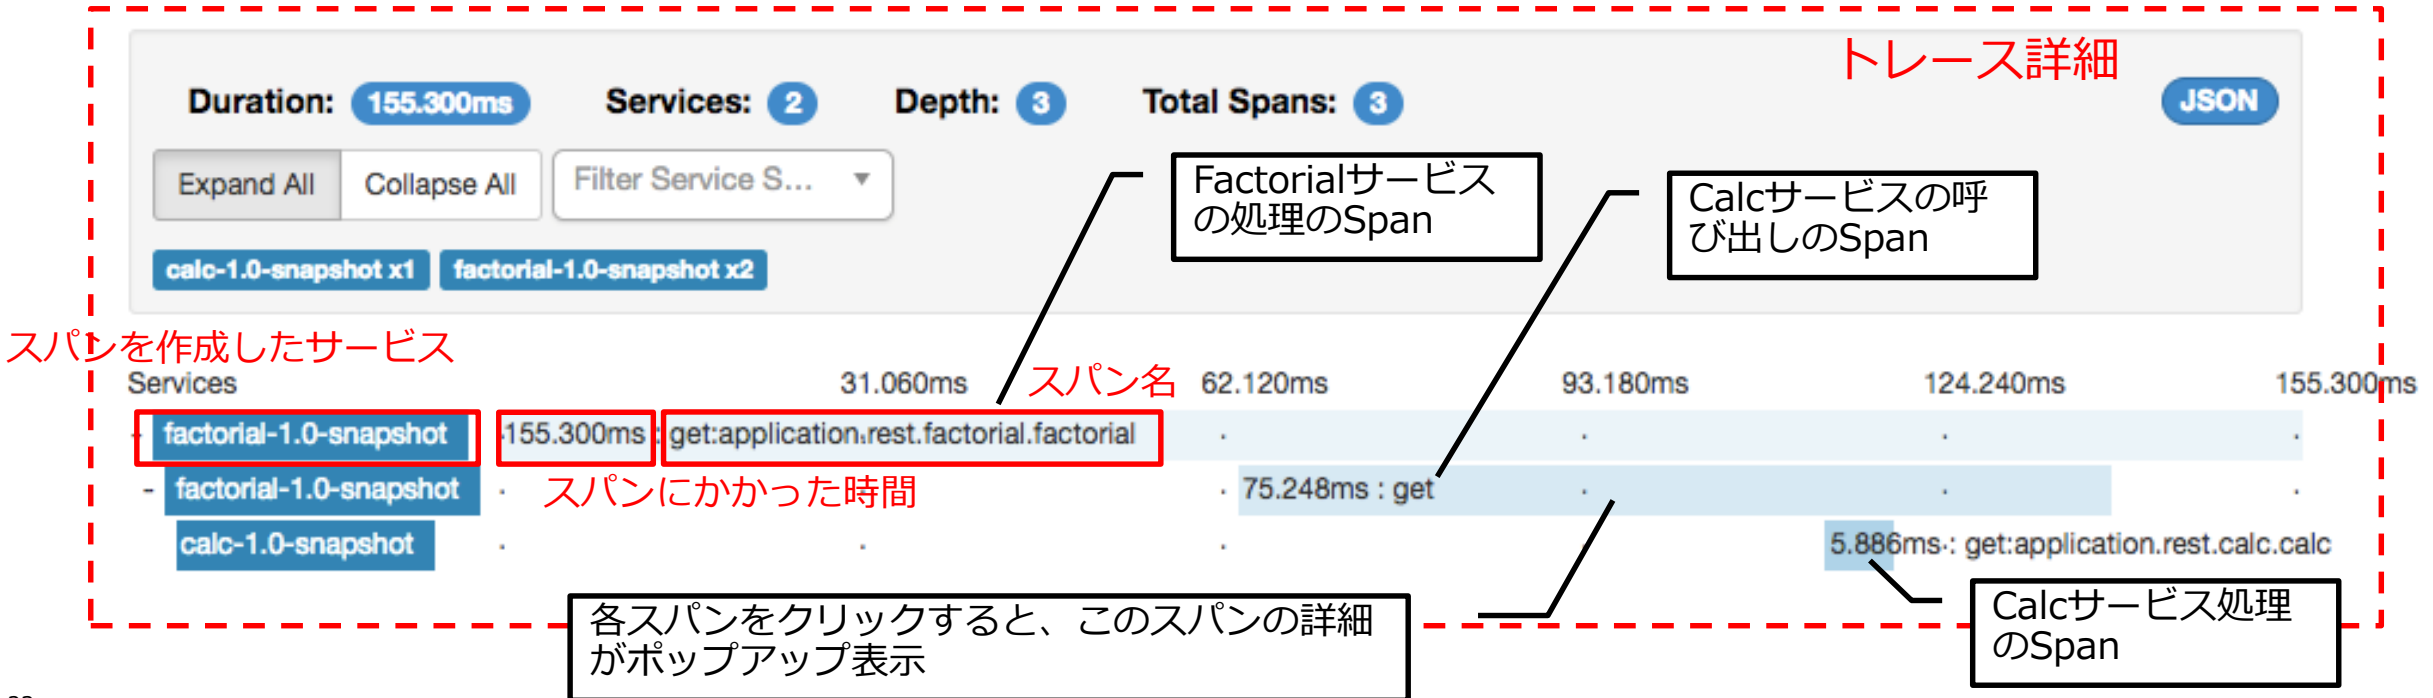 トレース詳細
Duration: 155.300ms Services: 2 Depth: 3 Total Spans: 3 JSON
Expand All Collapse All Filter Service S...
Factorialサービス
の処理のSpan
Calcサービスの呼
び出しのSpan
calc-1.0-snapshot x1 factorial-1.0-snapshot x2
スパンを作成したサービス
Services 31.060ms スパン名 62.120ms 93.180ms 124.240ms 155.300ms
- factorial-1.0-snapshot 155.300ms : get:application.rest.factorial.factorial
- factorial-1.0-snapshot スパンにかかった時間 75.248ms : get
calc-1.0-snapshot 5.886ms : get:application.rest.calc.calc
各スパンをクリックすると、このスパンの詳細
がポップアップ表示
Calcサービス処理
のSpan